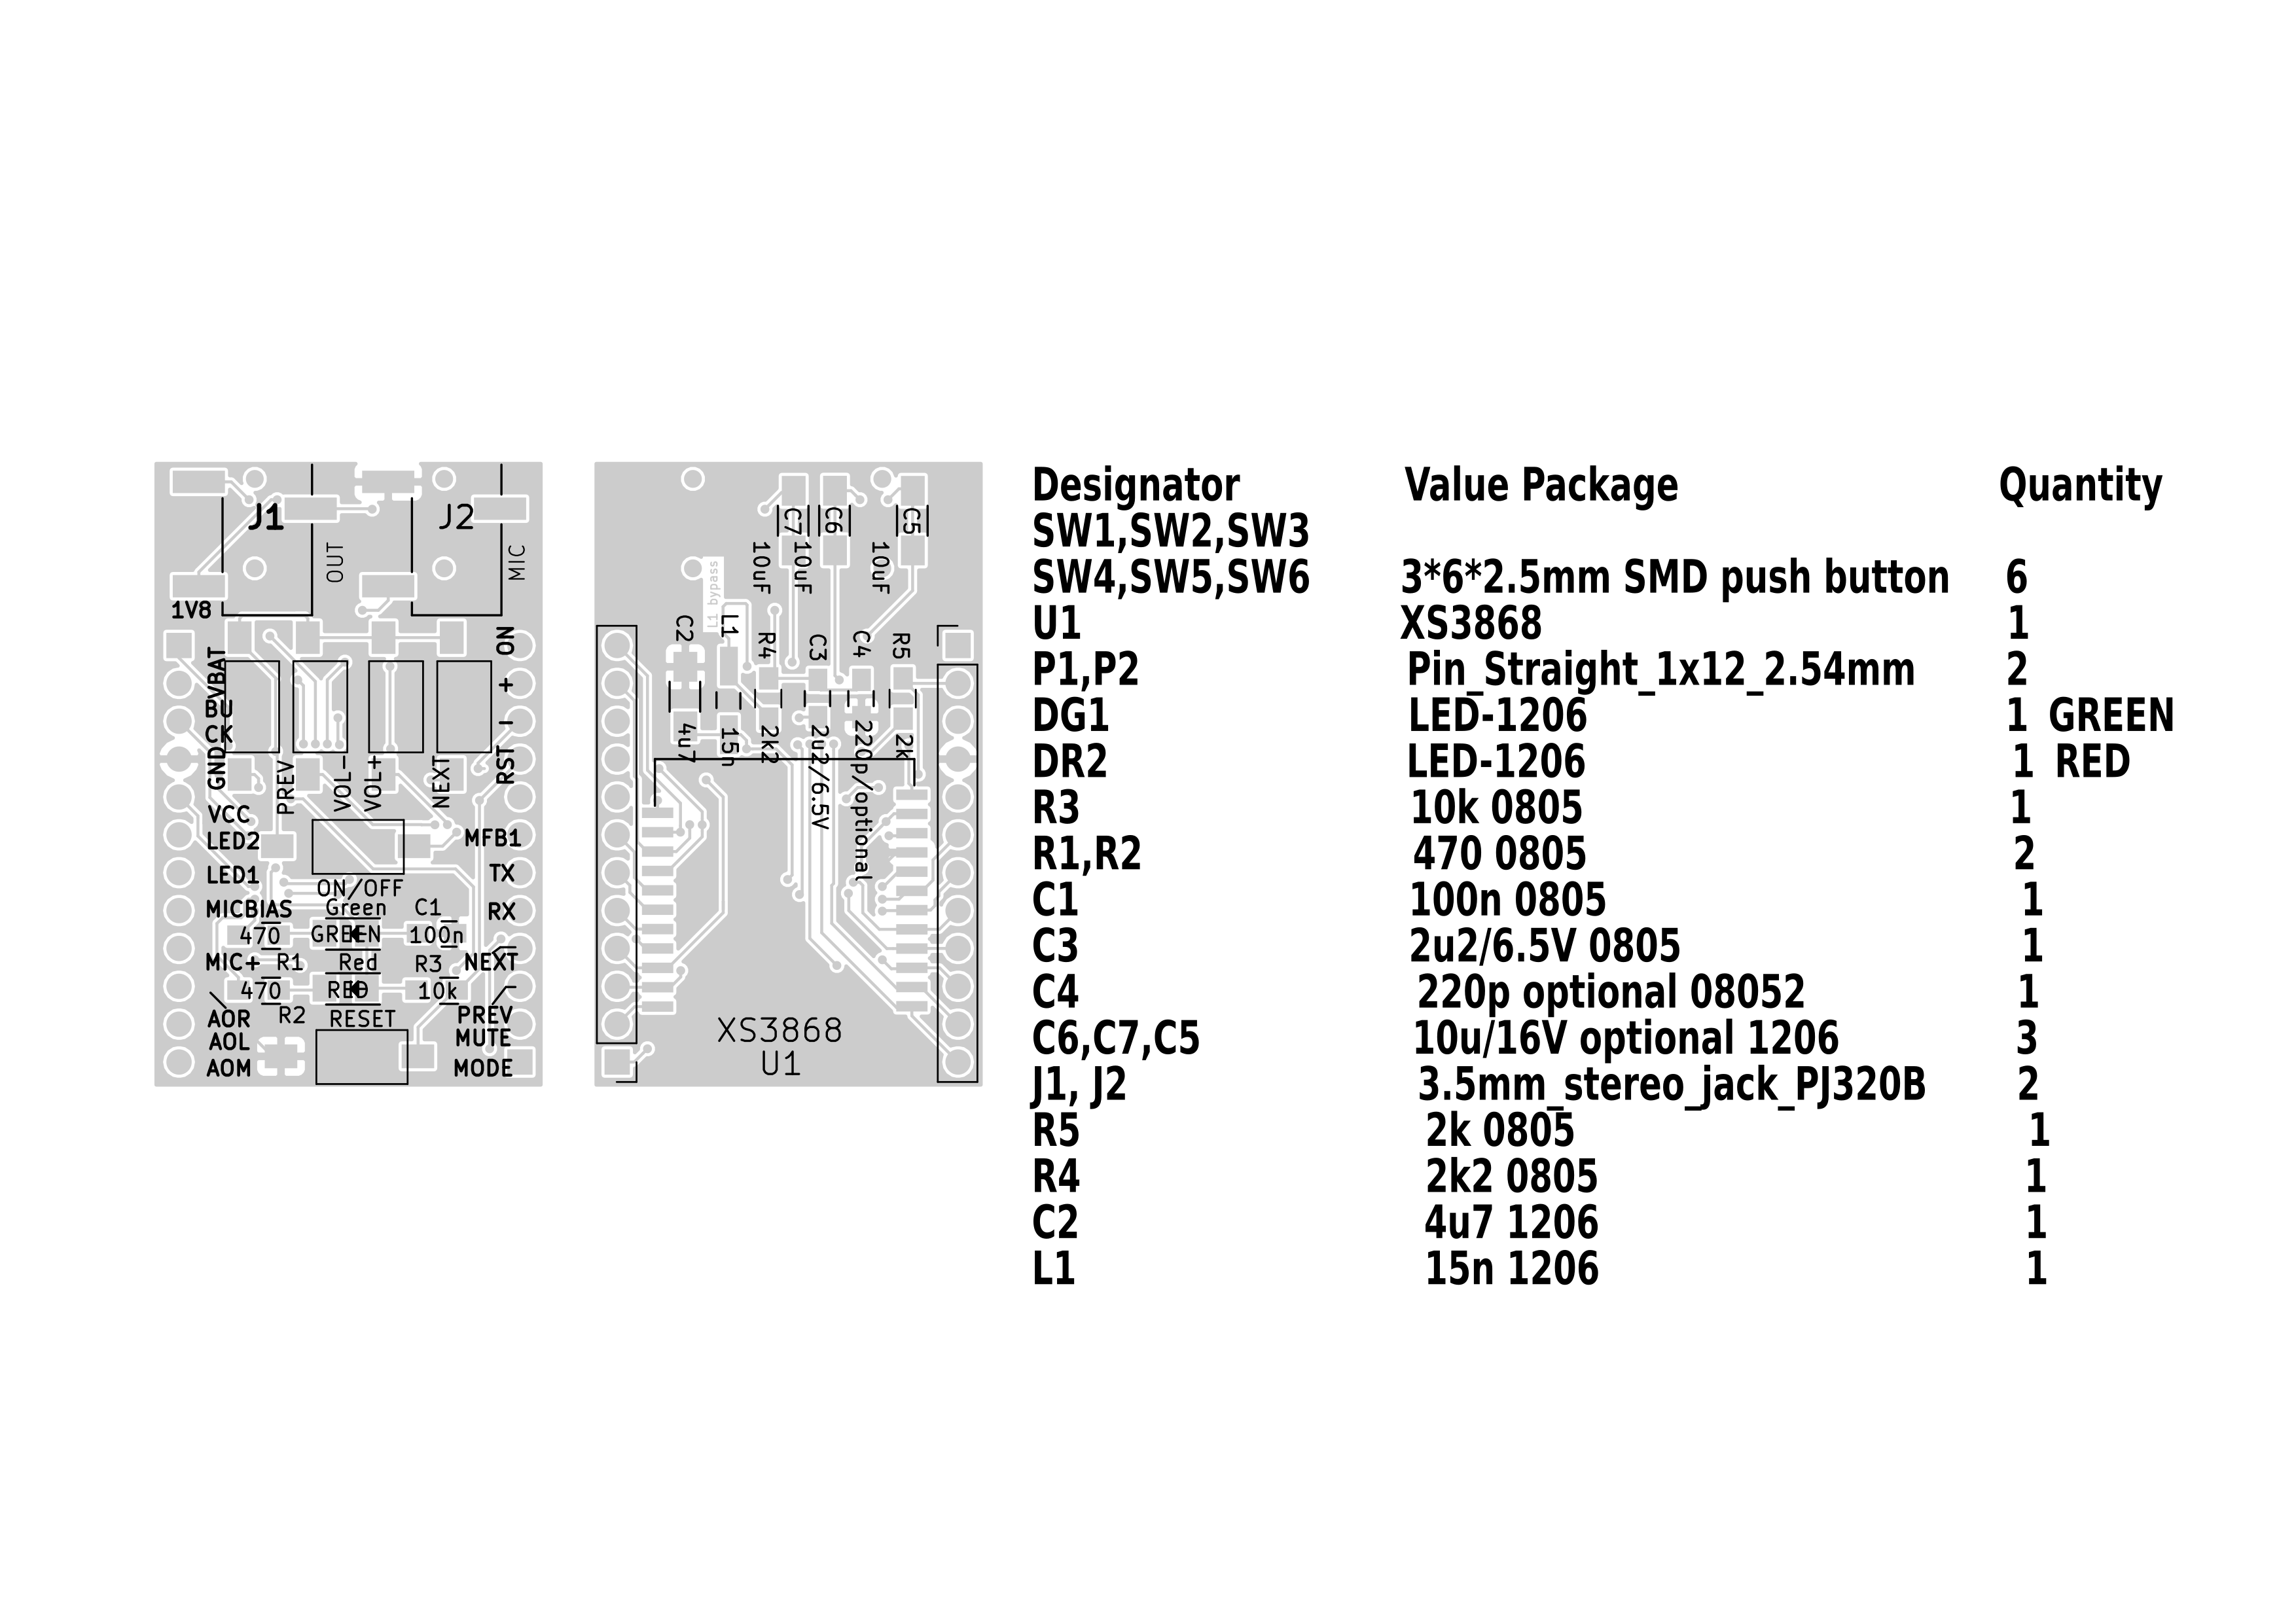 J1
J2
OUT
MIC
1V8
ON
VBAT
+
BU
-
CK
GND
RST
PREV
VOL-
VOL+
NEXT
VCC
LED2
MFB1
LED1
TX
ON/OFF
MICBIAS
Green
C1
RX
470
GREEN
100n
MIC+
R1
Red
R3
NEXT
470
RED
10k
AOR
R2
RESET
PREV
AOL
MUTE
AOM
MODE
C7
C6
C5
10uF
10uF
10uF
L1 bypass
C2
L1
R4
C3
C4
R5
4u7
15n
2k2
2u2/6.5V
220p/optional
2k
XS3868
U1
Designator Value Package Quantity
SW1,SW2,SW3
SW4,SW5,SW6 3*6*2.5mm SMD push button 6
U1 XS3868 1
P1,P2 Pin_Straight_1x12_2.54mm 2
DG1 LED-1206 1 GREEN
DR2 LED-1206 1 RED
R3 10k 0805 1
R1,R2 470 0805 2
C1 100n 0805 1
C3 2u2/6.5V 0805 1
C4 220p optional 08052 1
C6,C7,C5 10u/16V optional 1206 3
J1, J2 3.5mm_stereo_jack_PJ320B 2
R5 2k 0805 1
R4 2k2 0805 1
C2 4u7 1206 1
L1 15n 1206 1